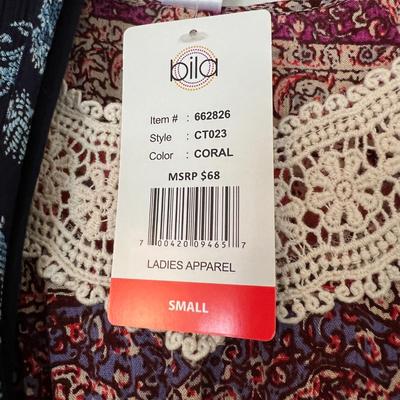 bila
Item # : 662826
Style : CT023
Color : CORAL
MSRP $68
7 00420 09465 7
LADIES APPAREL
SMALL